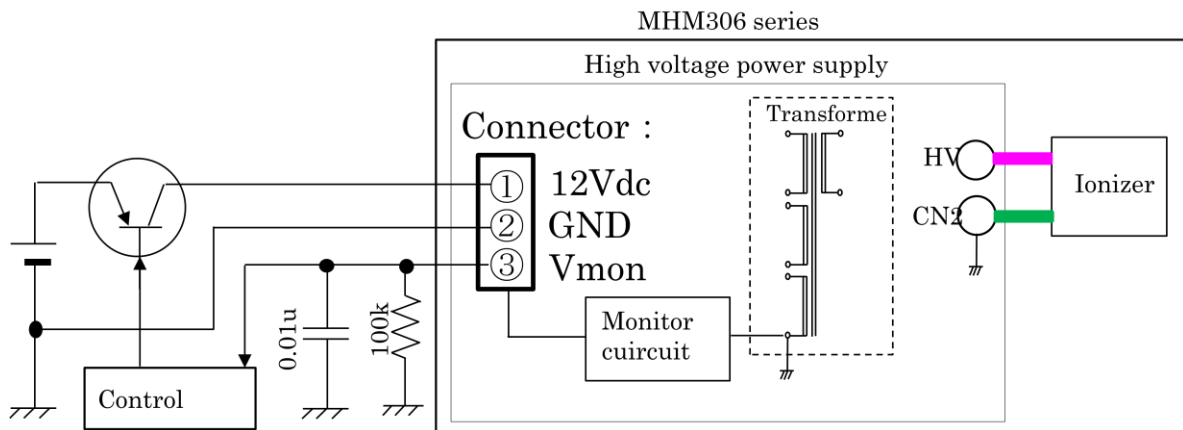 MHM306 series
High voltage power supply
Transforme
Connector :
① 12Vdc
② GND
③ Vmon
HV
CN2
Ionizer
Monitor
cuircuit
0.01u
100k
Control